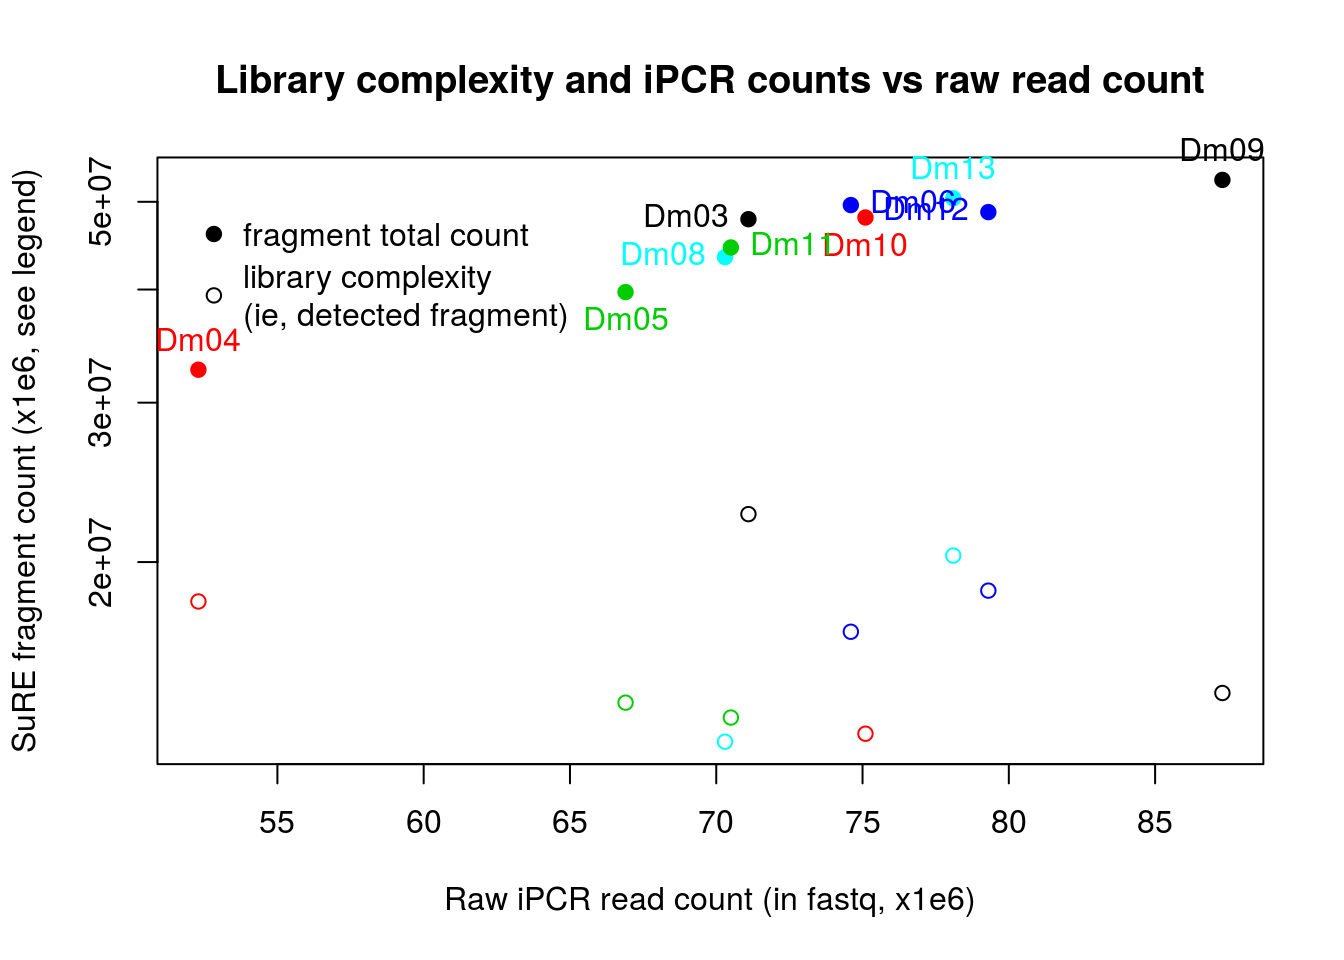 Library complexity and iPCR counts vs raw read count
Dm09
Dm13
Dm06
Dm12
Dm03
Dm11
Dm10
Dm08
Dm05
Dm04
fragment total count
library complexity
(ie, detected fragment)
SuRE fragment count (x1e6, see legend)
5e+07
3e+07
2e+07
55 60 65 70 75 80 85
Raw iPCR read count (in fastq, x1e6)